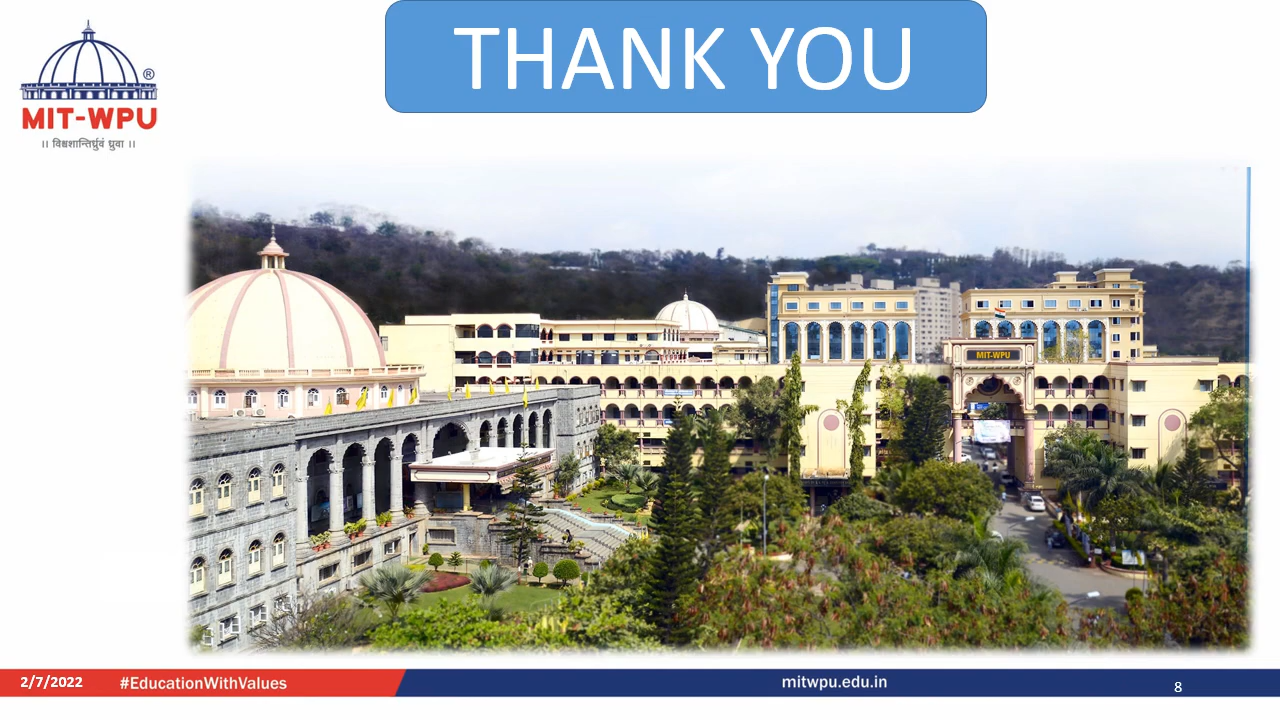 THANK YOU
®
MIT-WPU
।। विश्वशान्तिर्ध्रुवं ध्रुवा ।।
MIT-WPU
2/7/2022
#EducationWithValues
mitwpu.edu.in
8